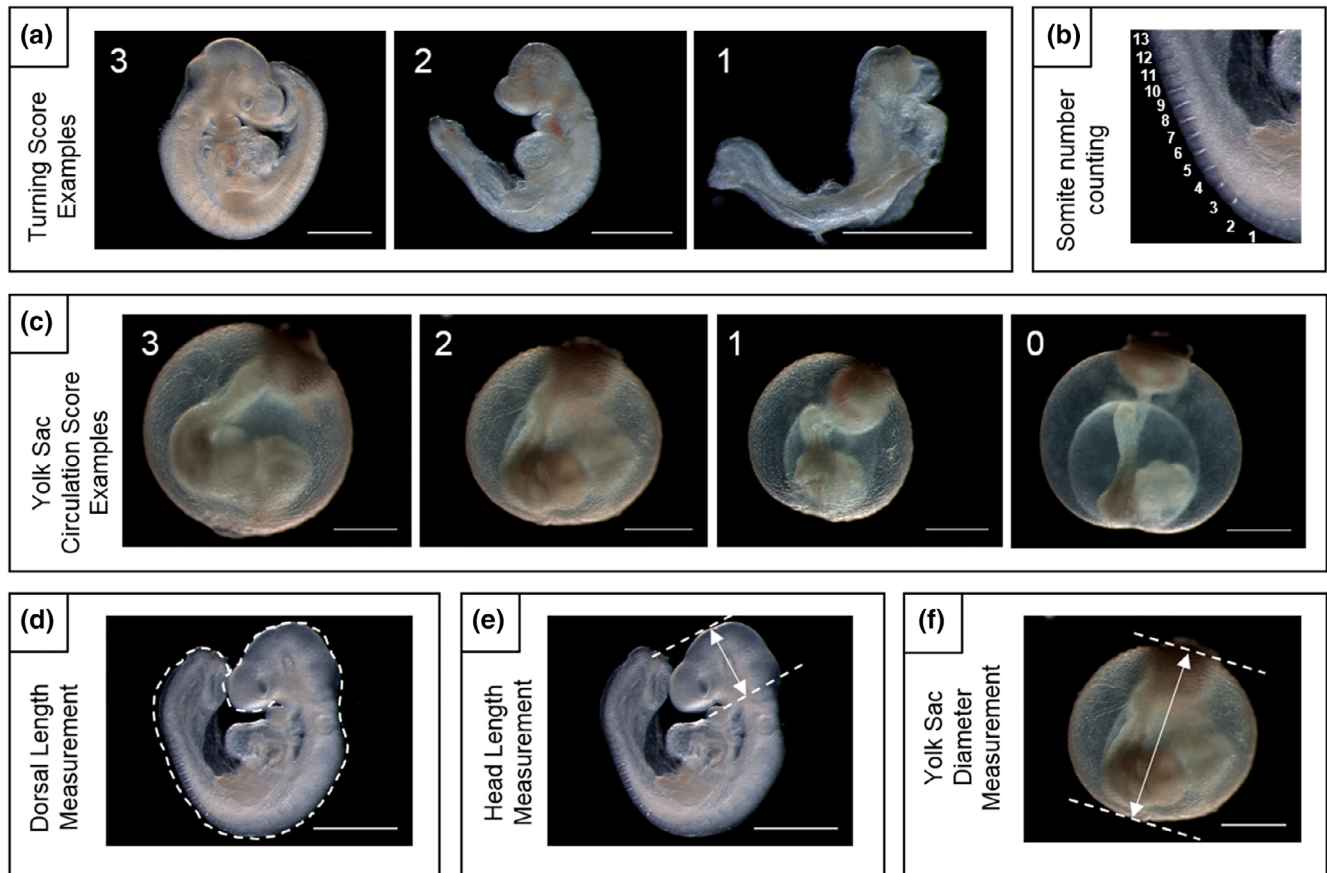 (a)
Turning Score
Examples
3
2
1
(b)
Somite number
counting
13
12
11
10
9
8
7
6
5
4
3
2
1
(c)
Yolk Sac
Circulation Score
Examples
3
2
1
0
(d)
Dorsal Length
Measurement
(e)
Head Length
Measurement
(f)
Yolk Sac
Diameter
Measurement